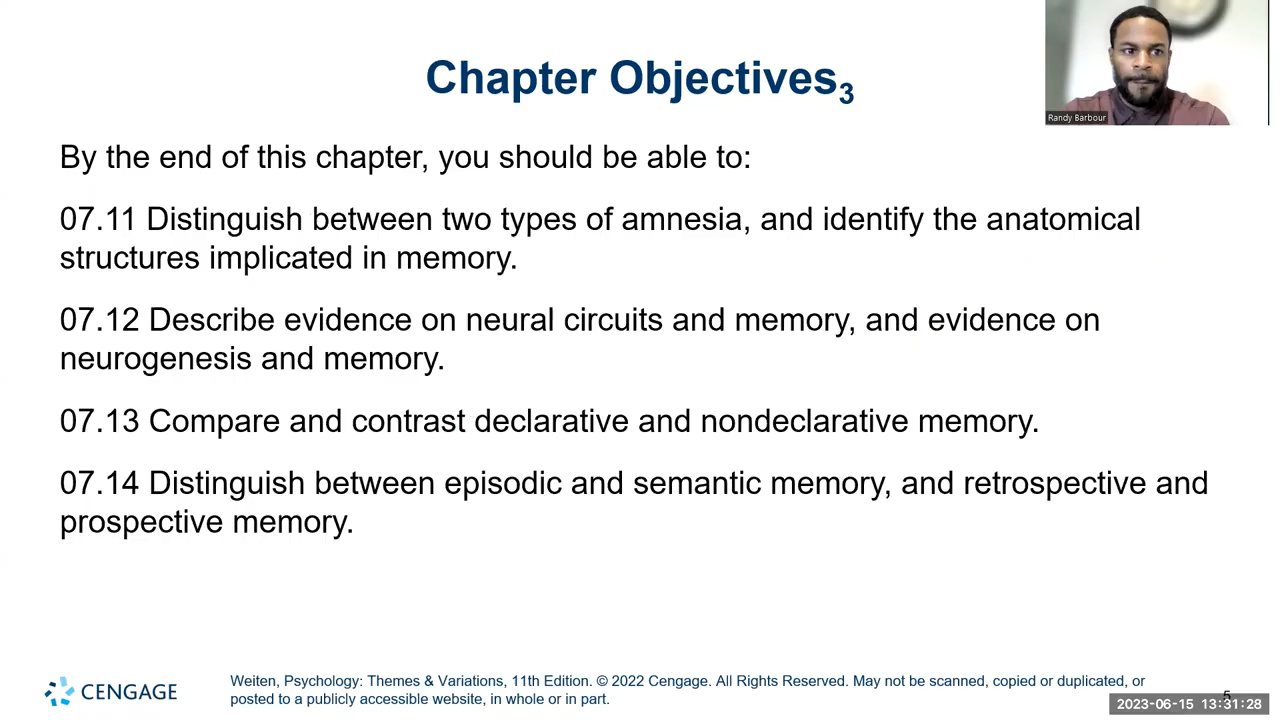 Chapter Objectives3
Randy Barbour
By the end of this chapter, you should be able to:
07.11 Distinguish between two types of amnesia, and identify the anatomical
structures implicated in memory.
07.12 Describe evidence on neural circuits and memory, and evidence on
neurogenesis and memory.
07.13 Compare and contrast declarative and nondeclarative memory.
07.14 Distinguish between episodic and semantic memory, and retrospective and
prospective memory.
CENGAGE
Weiten, Psychology: Themes & Variations, 11th Edition. © 2022 Cengage. All Rights Reserved. May not be scanned, copied or duplicated, or
posted to a publicly accessible website, in whole or in part.
5
2023-06-15 13:31:28